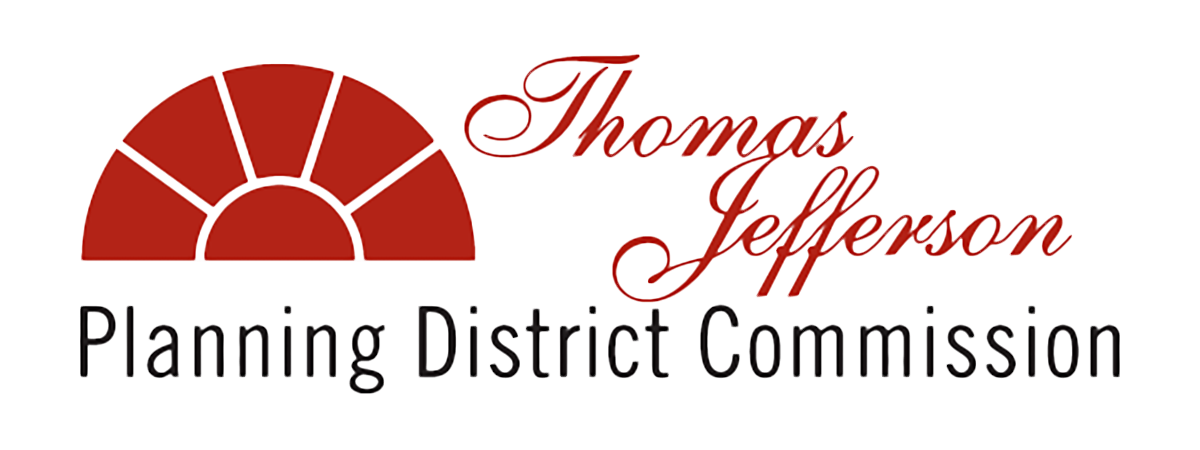 Thomas
Jefferson
Planning District Commission